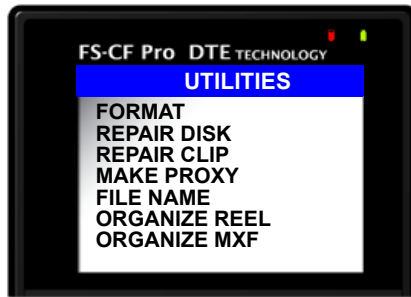 FS-CF Pro DTE TECHNOLOGY
UTILITIES
FORMAT
REPAIR DISK
REPAIR CLIP
MAKE PROXY
FILE NAME
ORGANIZE REEL
ORGANIZE MXF